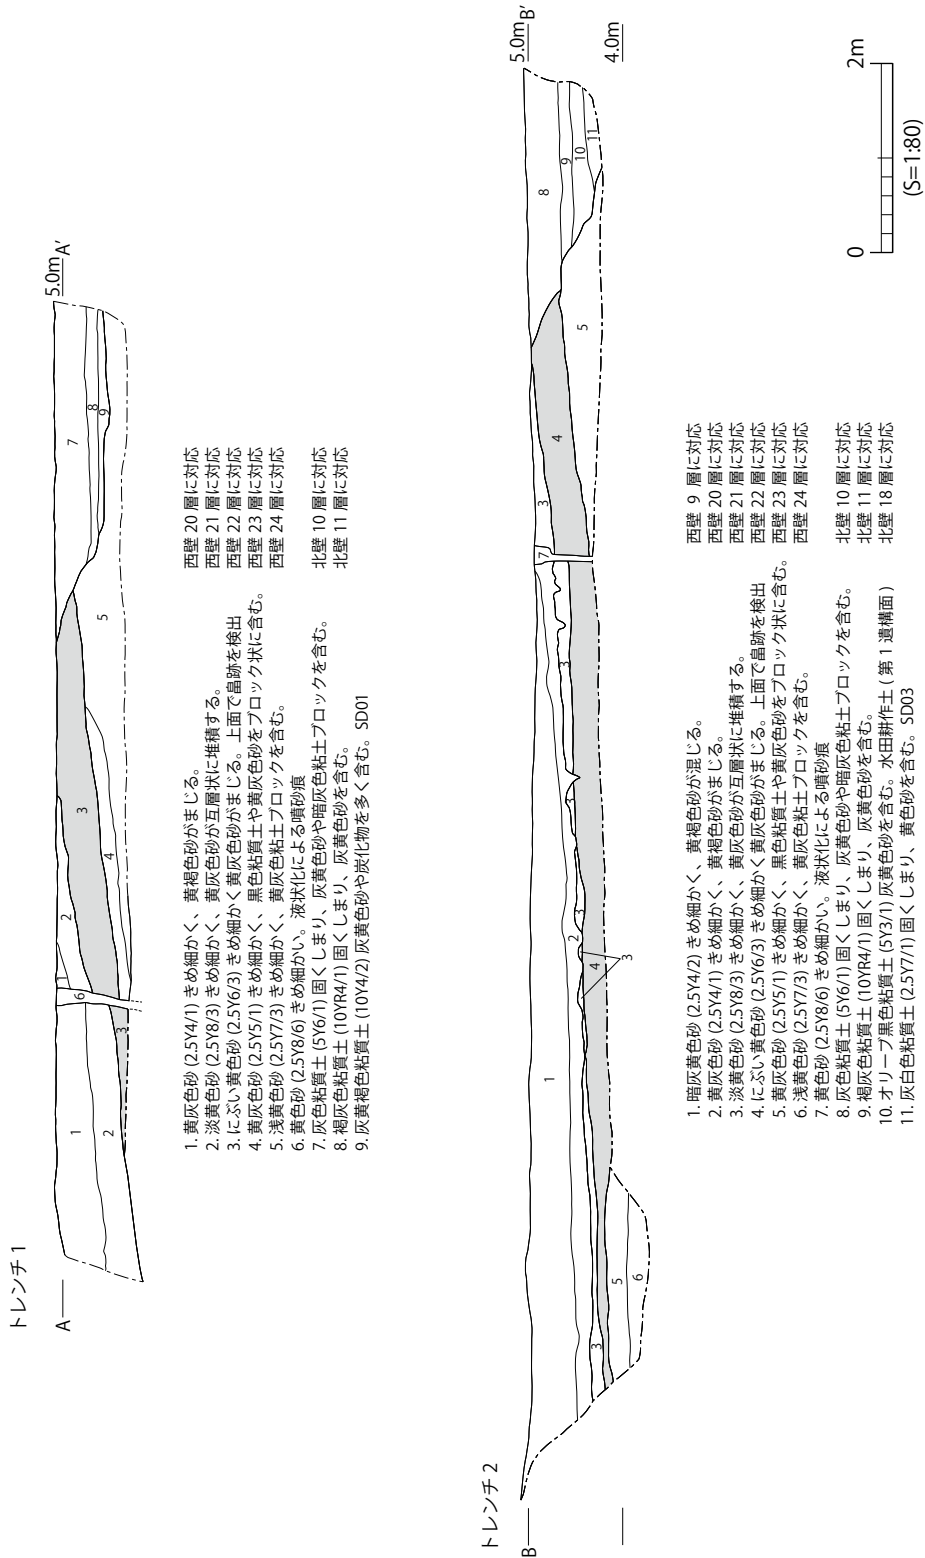 トレンチ 1
A
5.0m A'
1
2
3
6
1
2
3
4
5
7
8
9
1. 黄灰色砂 (2.5Y4/1) きめ細かく、黄褐色砂がまじる。 西壁 20 層に対応
2. 淡黄色砂 (2.5Y8/3) きめ細かく、黄灰色砂が互層状に堆積する。 西壁 21 層に対応
3. にぶい黄色砂 (2.5Y6/3) きめ細かく黄灰色砂がまじる。上面で畠跡を検出 西壁 22 層に対応
4. 黄灰色砂 (2.5Y5/1) きめ細かく、黒色粘質土や黄灰色砂をブロック状に含む。 西壁 23 層に対応
5. 浅黄色砂 (2.5Y7/3) きめ細かく、黄灰色粘土ブロックを含む。 西壁 24 層に対応
6. 黄色砂 (2.5Y8/6) きめ細かい。液状化による噴砂痕
7. 灰色粘質土 (5Y6/1) 固くしまり、灰黄色砂や暗灰色粘土ブロックを含む。 北壁 10 層に対応
8. 褐灰色粘質土 (10YR4/1) 固くしまり、灰黄色砂を含む。 北壁 11 層に対応
9. 灰黄褐色粘質土 (10Y4/2) 灰黄色砂や炭化物を多く含む。SD01
トレンチ 2
B
5.0m B'
4.0m
1
2
3
3
3
3
4
3
5
6
7
3
4
5
8
9
10
11
1. 暗灰黄色砂 (2.5Y4/2) きめ細かく、黄褐色砂が混じる。 西壁 9 層に対応
2. 黄灰色砂 (2.5Y4/1) きめ細かく、黄褐色砂がまじる。 西壁 20 層に対応
3. 淡黄色砂 (2.5Y8/3) きめ細かく、黄灰色砂が互層状に堆積する。 西壁 21 層に対応
4. にぶい黄色砂 (2.5Y6/3) きめ細かく黄灰色砂がまじる。上面で畠跡を検出 西壁 22 層に対応
5. 黄灰色砂 (2.5Y5/1) きめ細かく、黒色粘質土や黄灰色砂をブロック状に含む。 西壁 23 層に対応
6. 浅黄色砂 (2.5Y7/3) きめ細かく、黄灰色粘土ブロックを含む。 西壁 24 層に対応
7. 黄色砂 (2.5Y8/6) きめ細かい。液状化による噴砂痕
8. 灰色粘質土 (5Y6/1) 固くしまり、灰黄色砂や暗灰色粘土ブロックを含む。 北壁 10 層に対応
9. 褐灰色粘質土 (10YR4/1) 固くしまり、灰黄色砂を含む。 北壁 11 層に対応
10. オリーブ黒色粘質土 (5Y3/1) 灰黄色砂を含む。水田耕作土 ( 第 1 遺構面 ) 北壁 18 層に対応
11. 灰白色粘質土 (2.5Y7/1) 固くしまり、黄色砂を含む。SD03
0 2m
(S=1:80)